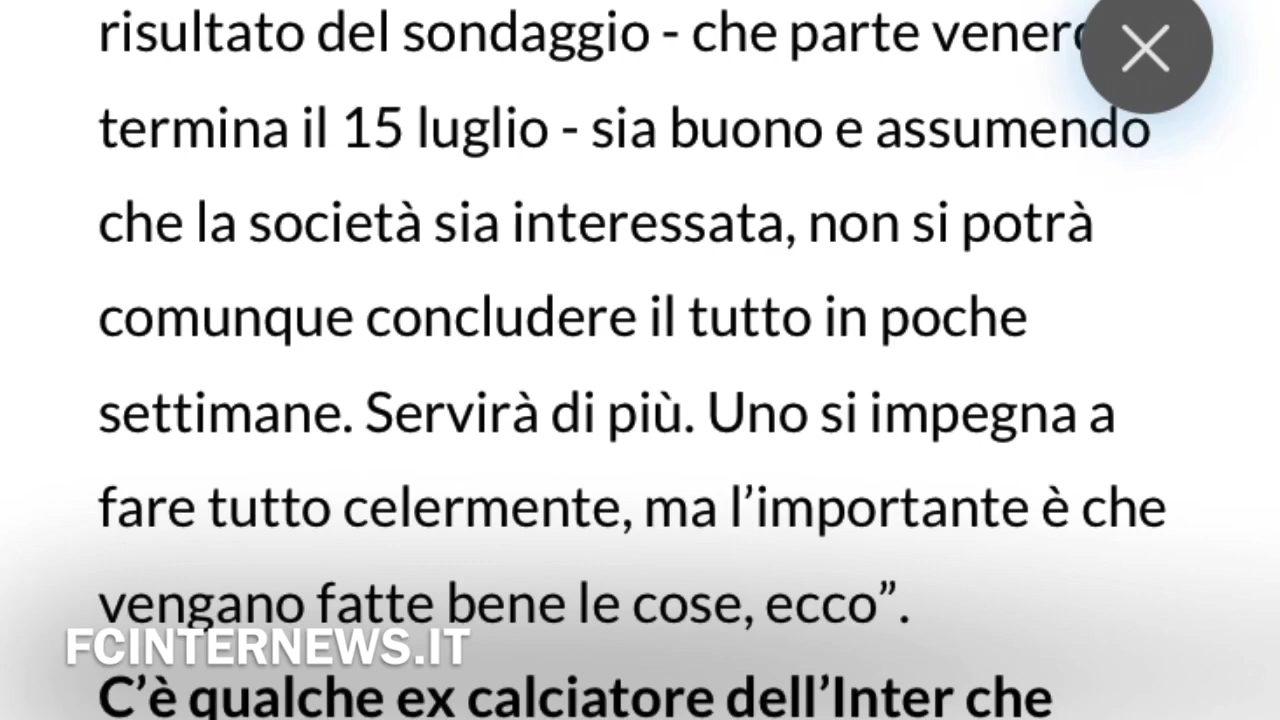 risultato del sondaggio - che parte
termina il 15 luglio - sia buono e assumendo
che la società sia interessata, non si potrà
comunque concludere il tutto in poche
settimane. Servirà di più. Uno si impegna a
fare tutto celermente, ma l’importante è che
vengano fatte bene le cose, ecco”.
FCINTERNEWS.IT
C’è qualche ex calciatore dell’Inter che